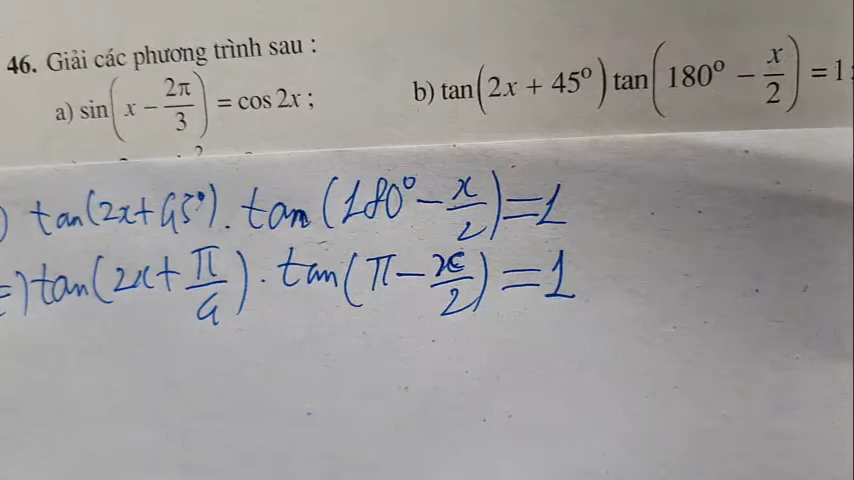 46. Giải các phương trình sau :
a) sin(x − 2π/3) = cos 2x ; b) tan(2x + 45°) tan(180° − x/2) = 1
) tan(2x+45°). tan(180°−x/2)=1
=) tan(2x+π/4). tan(π−x/2)=1